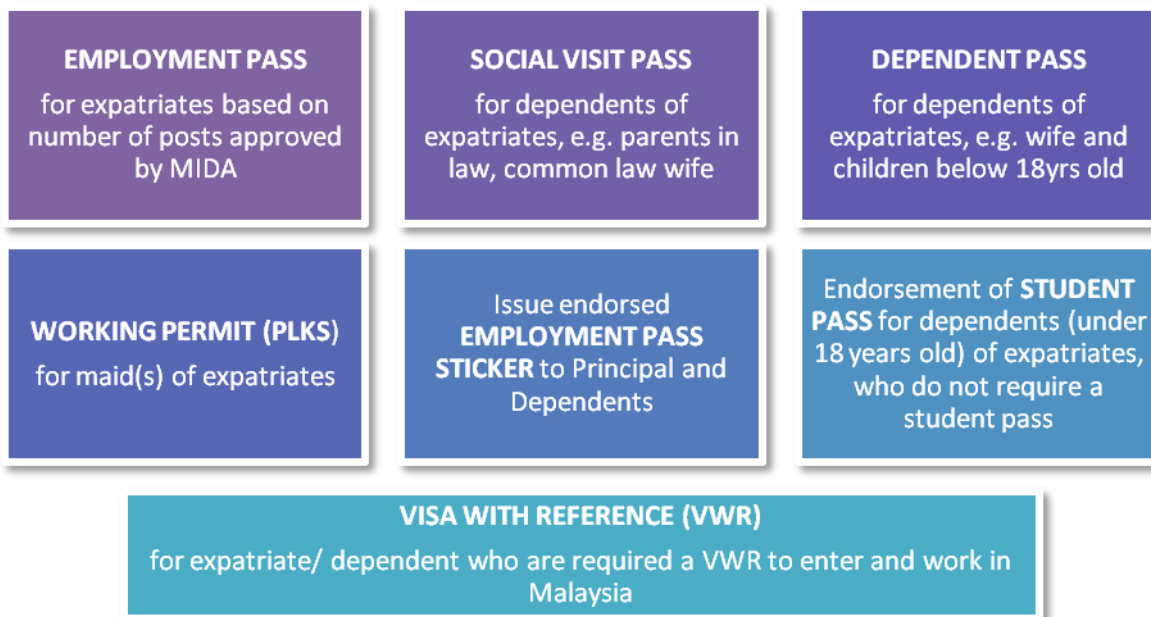 EMPLOYMENT PASS
for expatriates based on
number of posts approved
by MIDA
SOCIAL VISIT PASS
for dependents of
expatriates, e.g. parents in
law, common law wife
DEPENDENT PASS
for dependents of
expatriates, e.g. wife and
children below 18yrs old
WORKING PERMIT (PLKS)
for maid(s) of expatriates
Issue endorsed
EMPLOYMENT PASS
STICKER to Principal and
Dependents
Endorsement of STUDENT
PASS for dependents (under
18 years old) of expatriates,
who do not require a
student pass
VISA WITH REFERENCE (VWR)
for expatriate/ dependent who are required a VWR to enter and work in
Malaysia